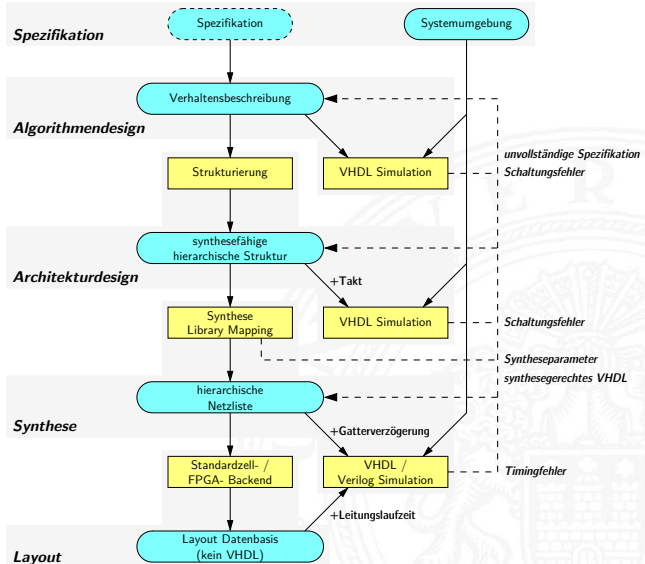 Spezifikation
Systemumgebung
Spezifikation
Verhaltensbeschreibung
Algorithmendesign
unvollständige Spezifikation
Strukturierung
VHDL Simulation
Schaltungsfehler
synthesefähige
hierarchische Struktur
Architekturdesign
+Takt
Synthese
Library Mapping
VHDL Simulation
Schaltungsfehler
Syntheseparameter
synthesegerechtes VHDL
hierarchische
Netzliste
Synthese
+Gatterverzögerung
Standardzell- /
FPGA- Backend
VHDL /
Verilog Simulation
Timingfehler
+Leitungslaufzeit
Layout Datenbasis
(kein VHDL)
Layout